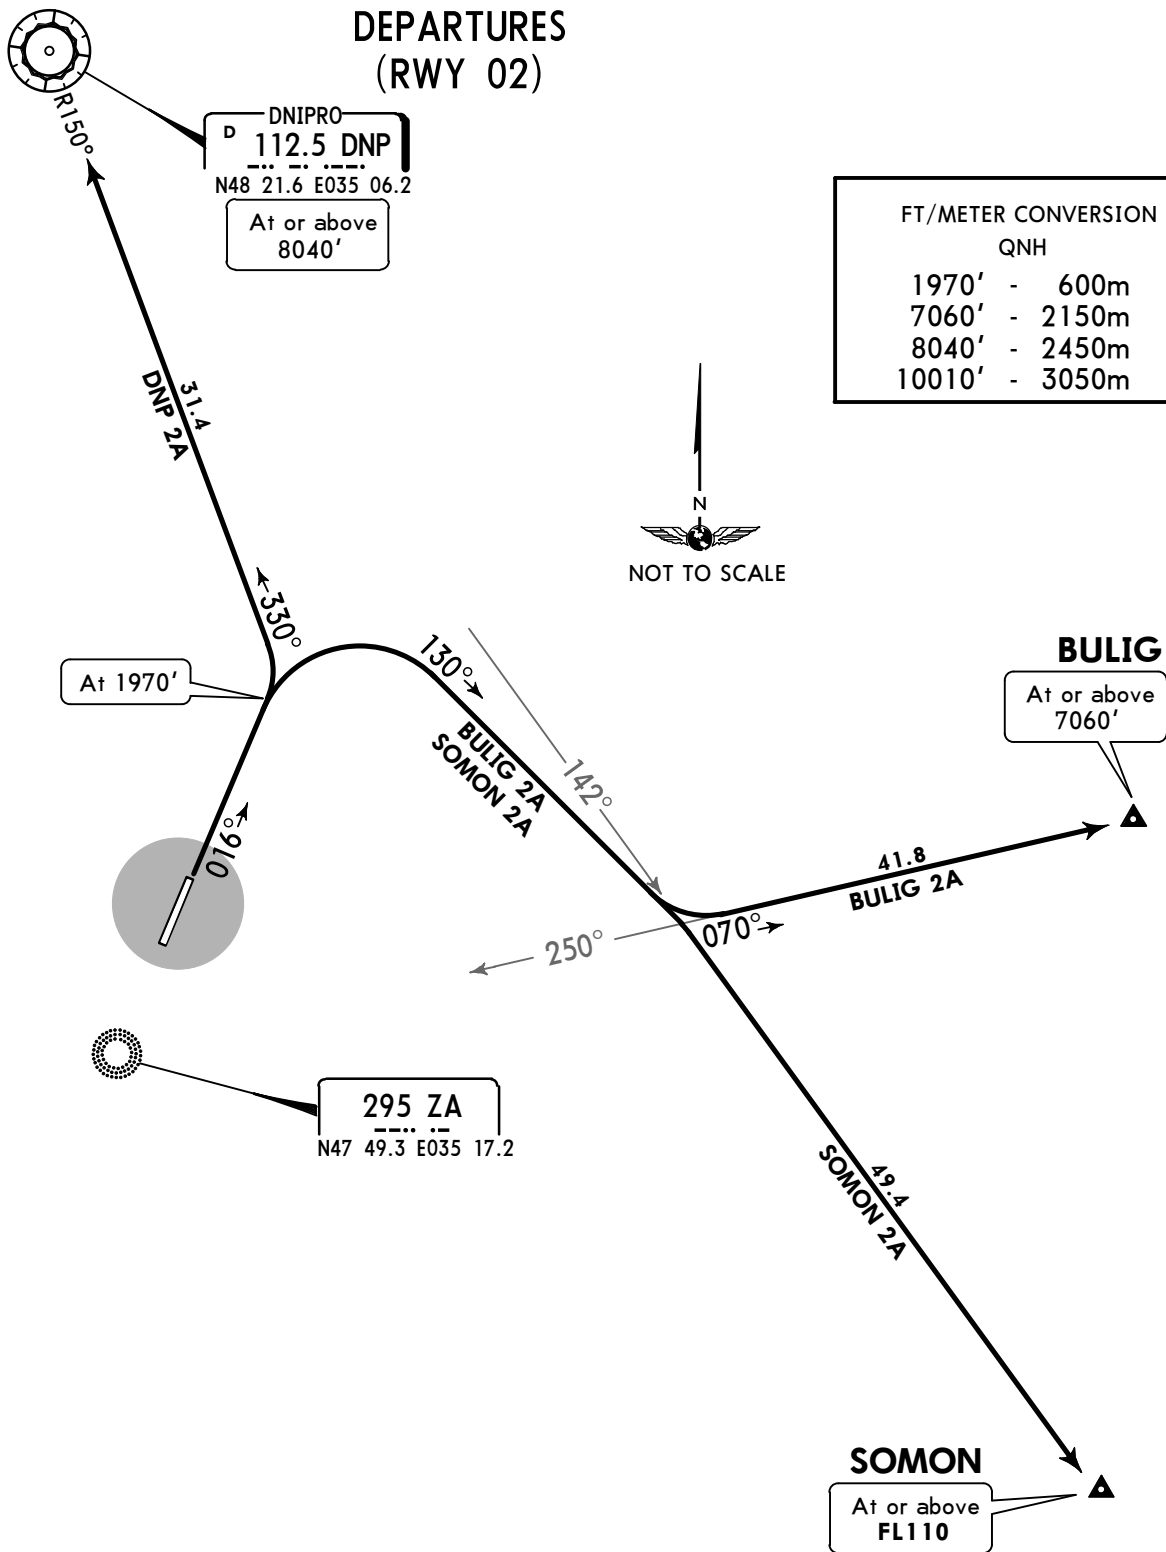 DEPARTURES
(RWY 02)
R150°
DNIPRO
D 112.5 DNP
N48 21.6 E035 06.2
At or above
8040'
FT/METER CONVERSION
QNH
1970' - 600m
7060' - 2150m
8040' - 2450m
10010' - 3050m
31.4
DNP 2A
N
NOT TO SCALE
330°
At 1970'
130°
BULIG
At or above
7060'
BULIG 2A
SOMON 2A
142°
016°
41.8
BULIG 2A
070°
250°
295 ZA
N47 49.3 E035 17.2
49.4
SOMON 2A
SOMON
At or above
FL110